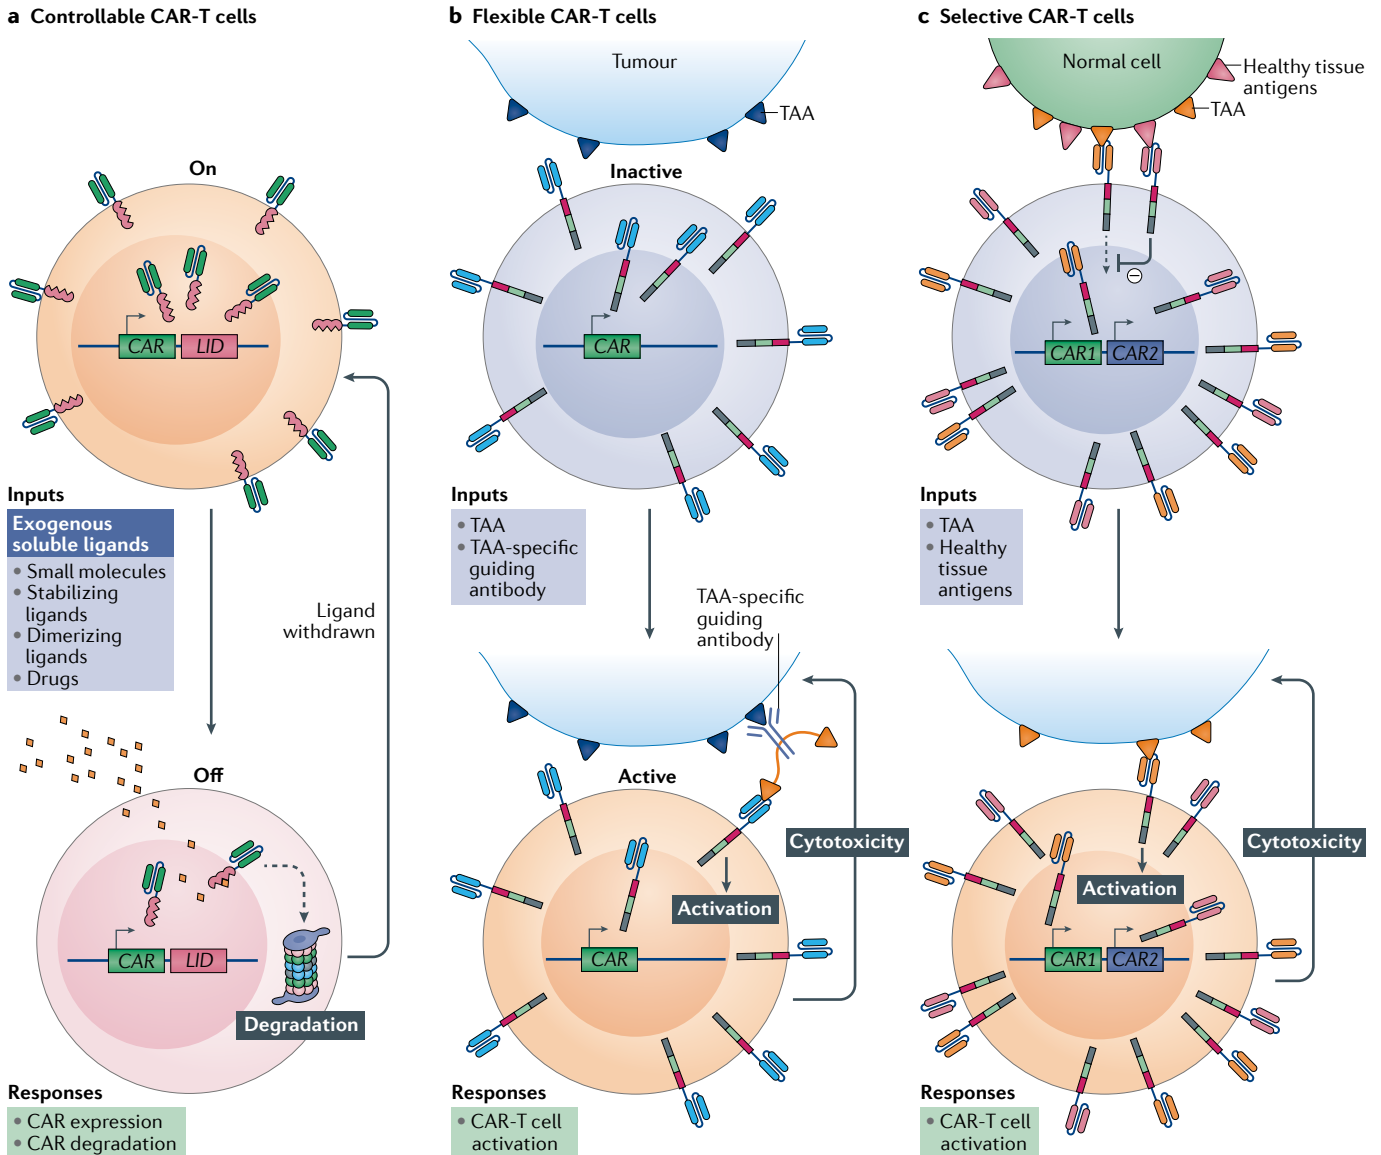 a Controllable CAR-T cells
On
CAR
LID
Inputs
Exogenous
soluble ligands
• Small molecules
• Stabilizing
ligands
• Dimerizing
ligands
• Drugs
Ligand
withdrawn
Off
CAR
LID
Degradation
Responses
• CAR expression
• CAR degradation
b Flexible CAR-T cells
Tumour
TAA
Inactive
CAR
Inputs
• TAA
• TAA-specific
guiding
antibody
TAA-specific
guiding
antibody
Active
Cytotoxicity
Activation
CAR
Responses
• CAR-T cell
activation
c Selective CAR-T cells
Normal cell
Healthy tissue
antigens
TAA
CAR1
CAR2
Inputs
• TAA
• Healthy
tissue
antigens
Cytotoxicity
Activation
CAR1
CAR2
Responses
• CAR-T cell
activation